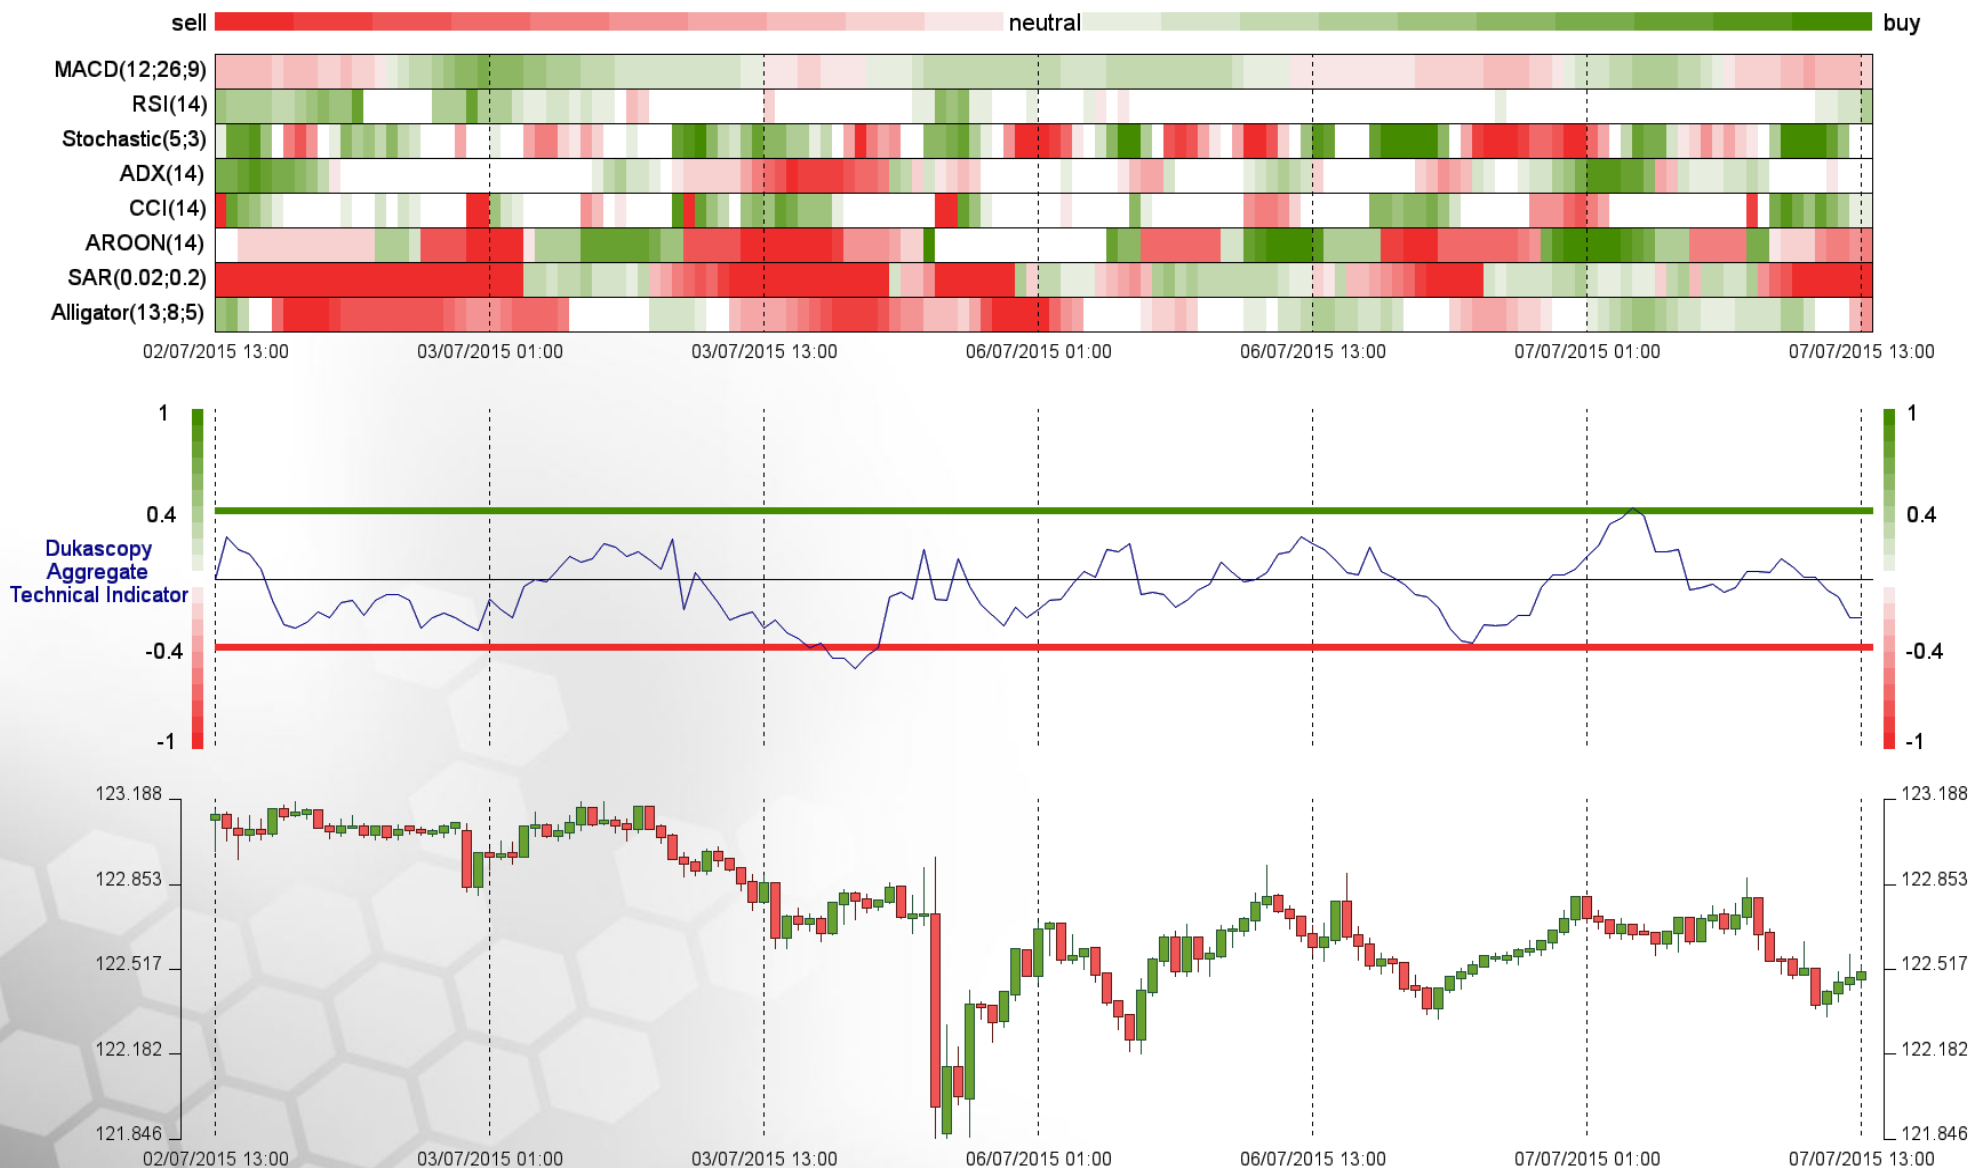 sell neutral buy
MACD(12;26;9)
RSI(14)
Stochastic(5;3)
ADX(14)
CCI(14)
AROON(14)
SAR(0.02;0.2)
Alligator(13;8;5)
02/07/2015 13:00 03/07/2015 01:00 03/07/2015 13:00 06/07/2015 01:00 06/07/2015 13:00 07/07/2015 01:00 07/07/2015 13:00
1 1
0.4 0.4
Dukascopy
Aggregate
Technical Indicator
-0.4 -0.4
-1 -1
123.188 123.188
122.853 122.853
122.517 122.517
122.182 122.182
121.846 121.846
02/07/2015 13:00 03/07/2015 01:00 03/07/2015 13:00 06/07/2015 01:00 06/07/2015 13:00 07/07/2015 01:00 07/07/2015 13:00